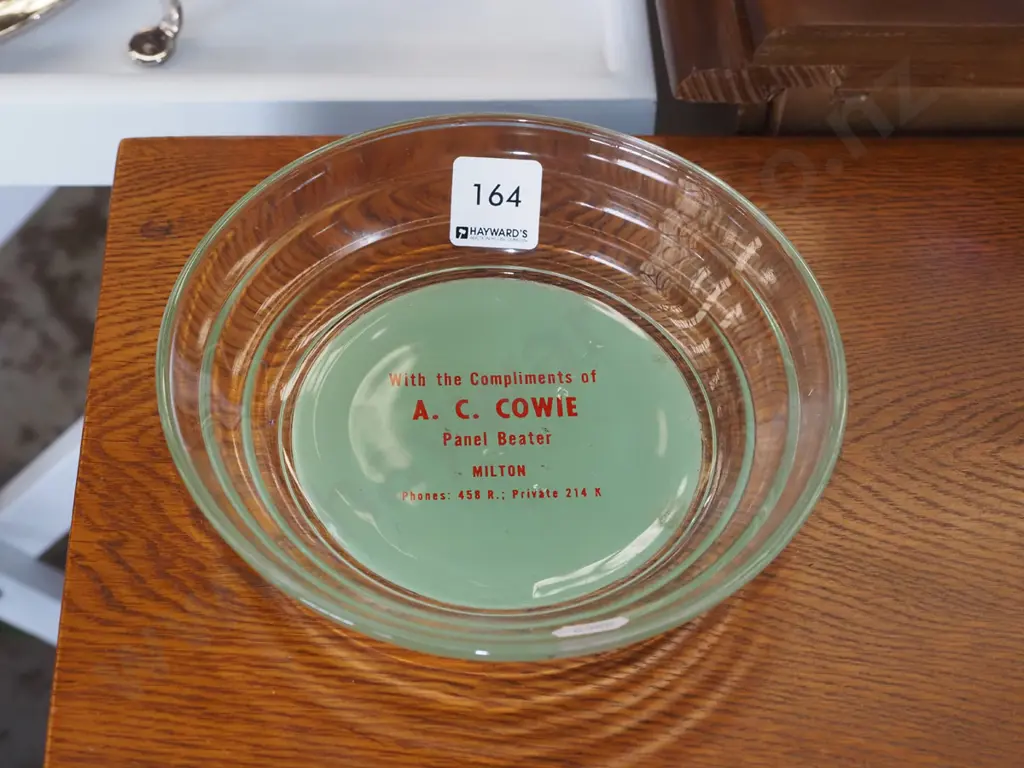 164
HAYWARD'S
With the Compliments of
A. C. COWIE
Panel Beater
MILTON
Phones: 458 R.; Private 214 K